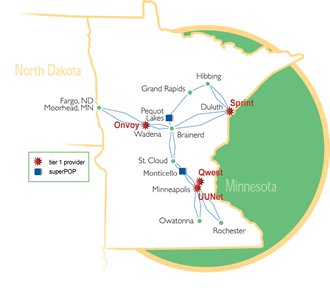 North Dakota
Hibbing
Grand Rapids
Fargo, ND
Moorhead, MN
Pequot
Lakes
Duluth
Sprint
Onvoy
Wadena
Brainerd
tier 1 provider
superPOP
St. Cloud
Monticello
Qwest
Minneapolis
Minnesota
UUNet
Owatonna
Rochester